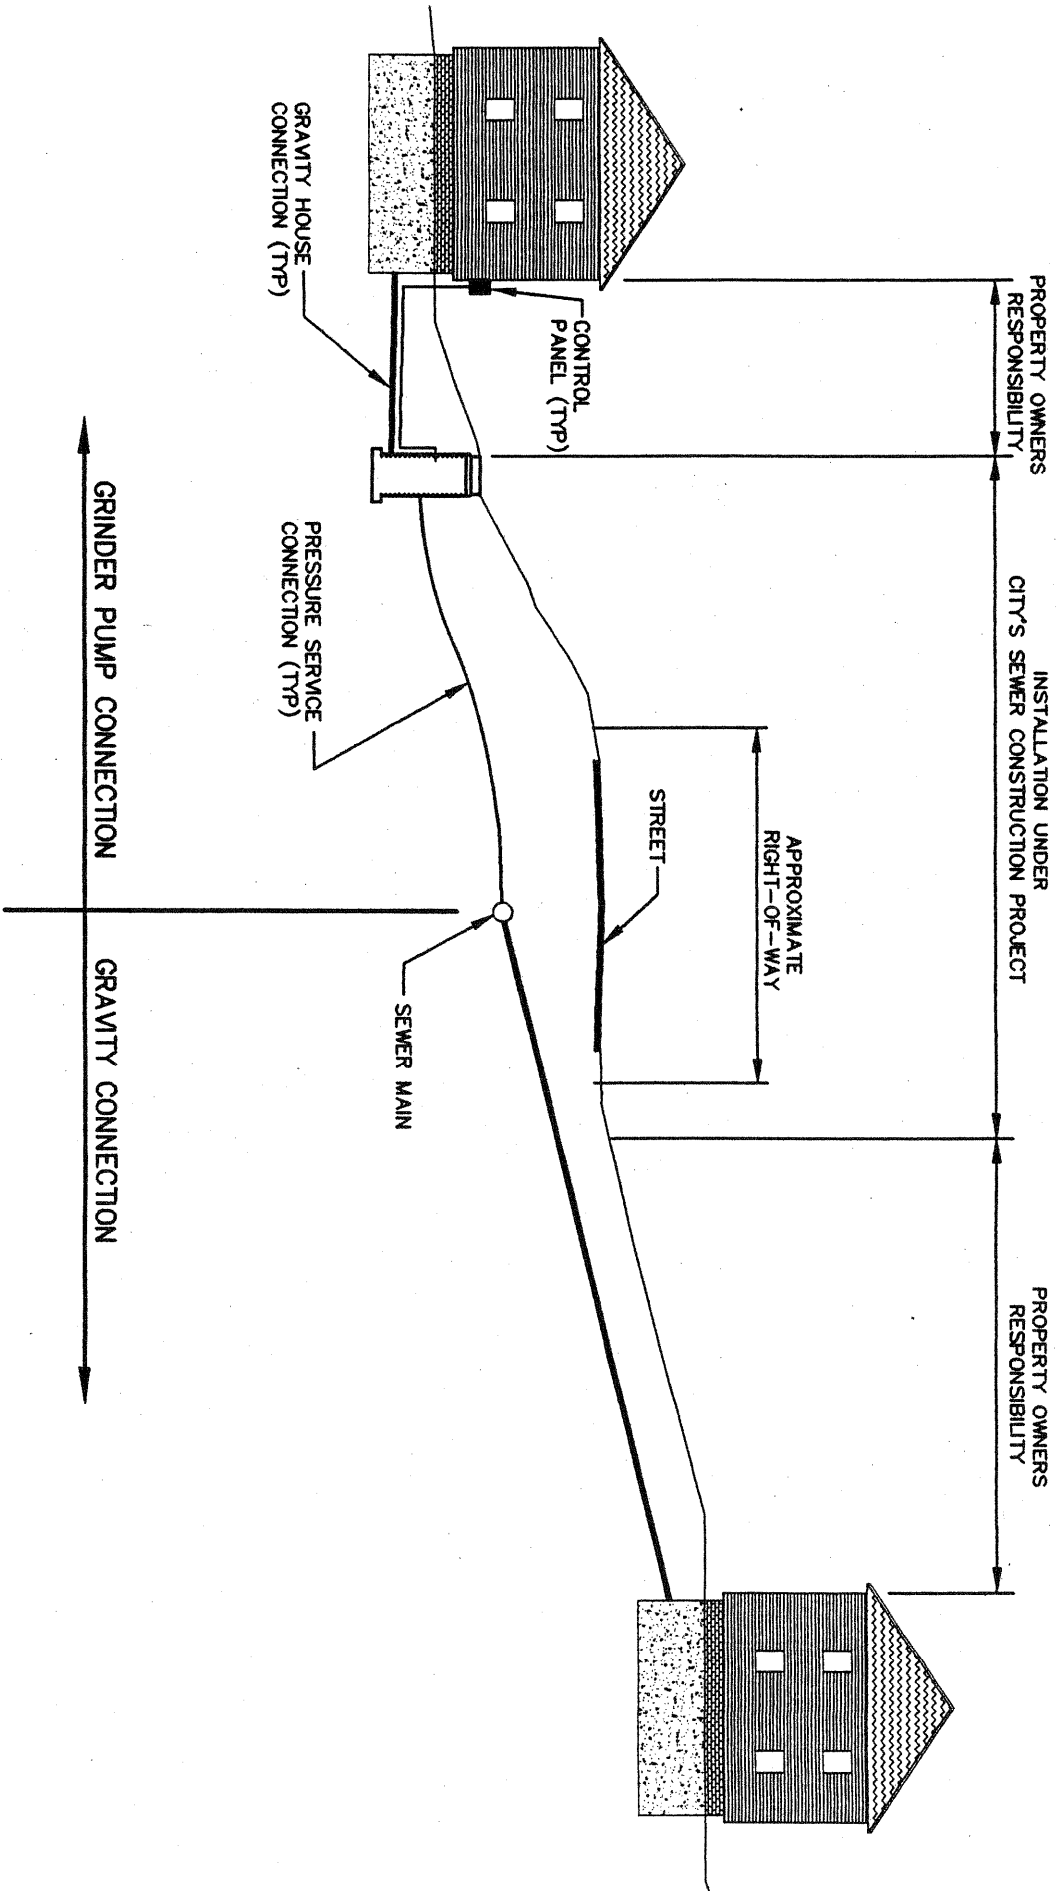 PROPERTY OWNERS
RESPONSIBILITY
INSTALLATION UNDER
CITY'S SEWER CONSTRUCTION PROJECT
PROPERTY OWNERS
RESPONSIBILITY
APPROXIMATE
RIGHT-OF-WAY
STREET
CONTROL
PANEL (TYP)
GRAVITY HOUSE
CONNECTION (TYP)
PRESSURE SERVICE
CONNECTION (TYP)
SEWER MAIN
GRINDER PUMP CONNECTION
GRAVITY CONNECTION